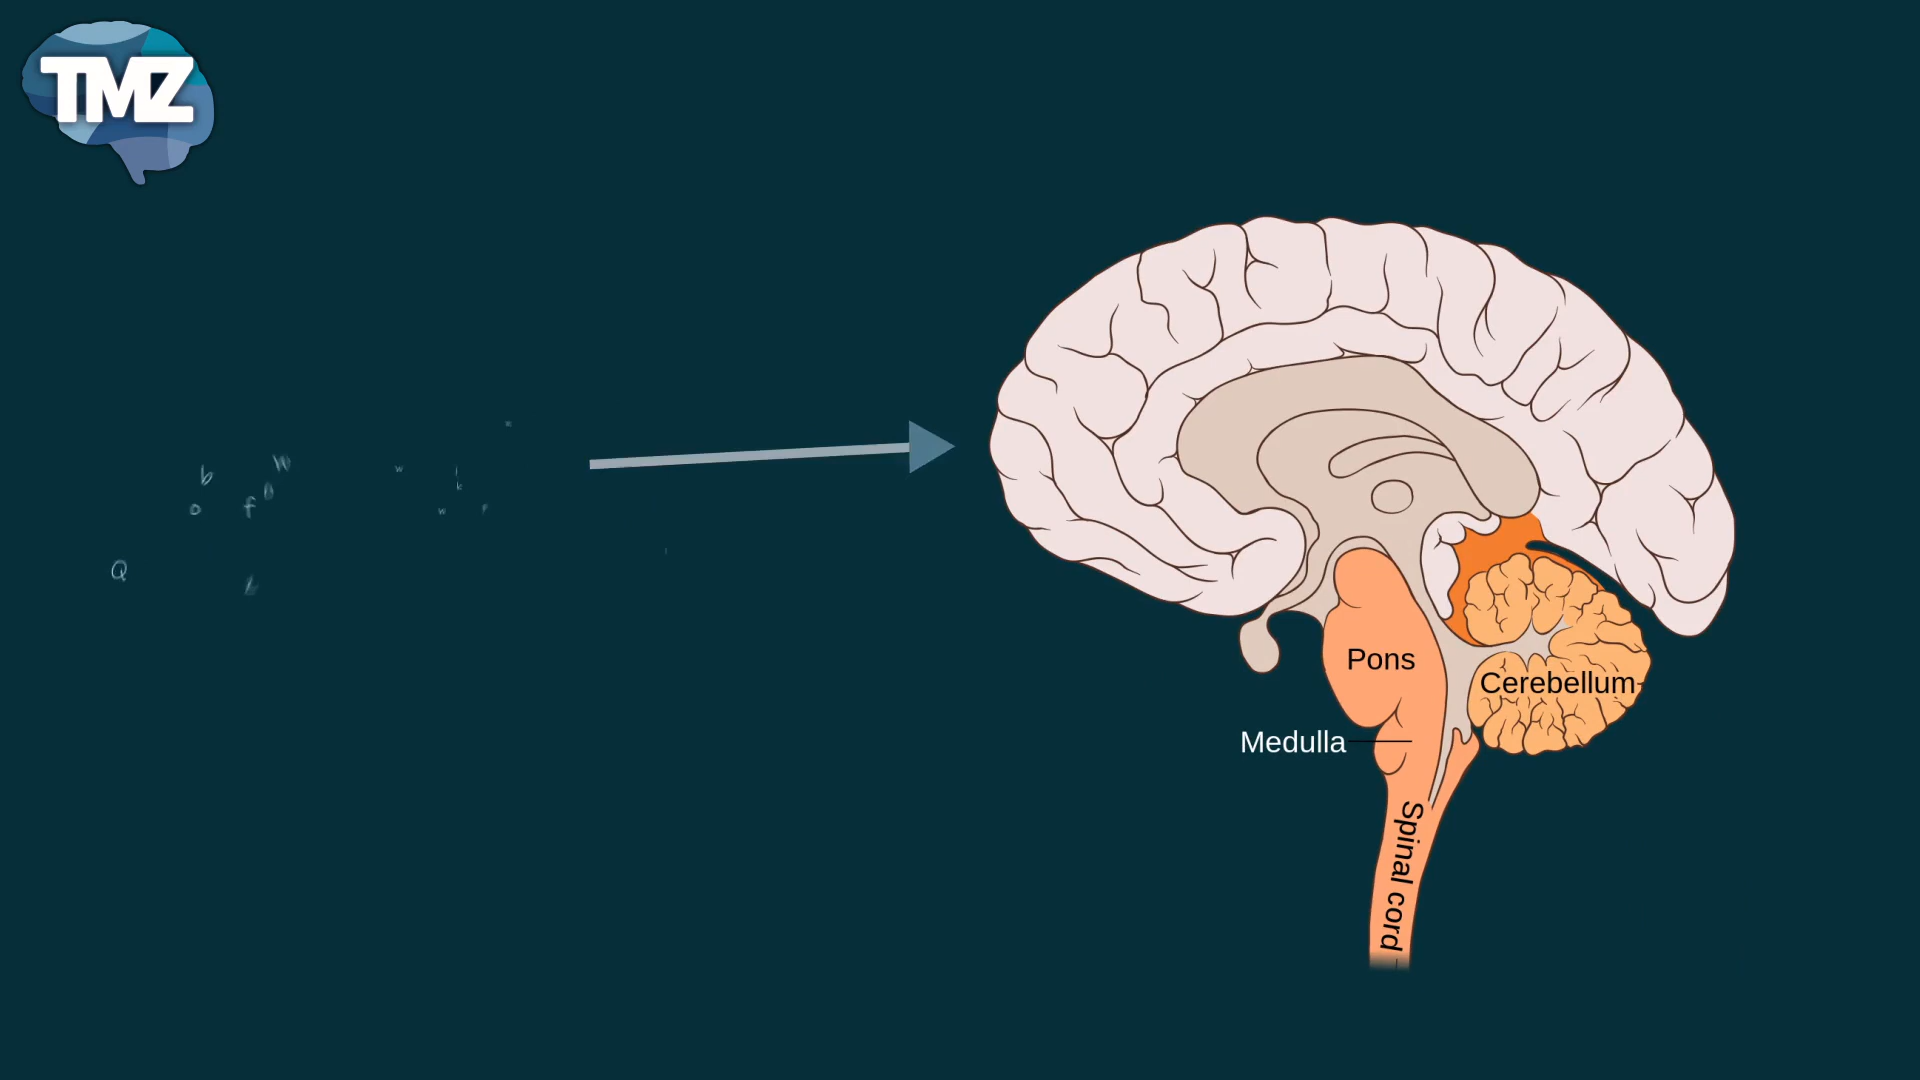 TMZ
x
b
W
w
k
o
f
w
Q
Pons
Cerebellum
Medulla
Spinal cord